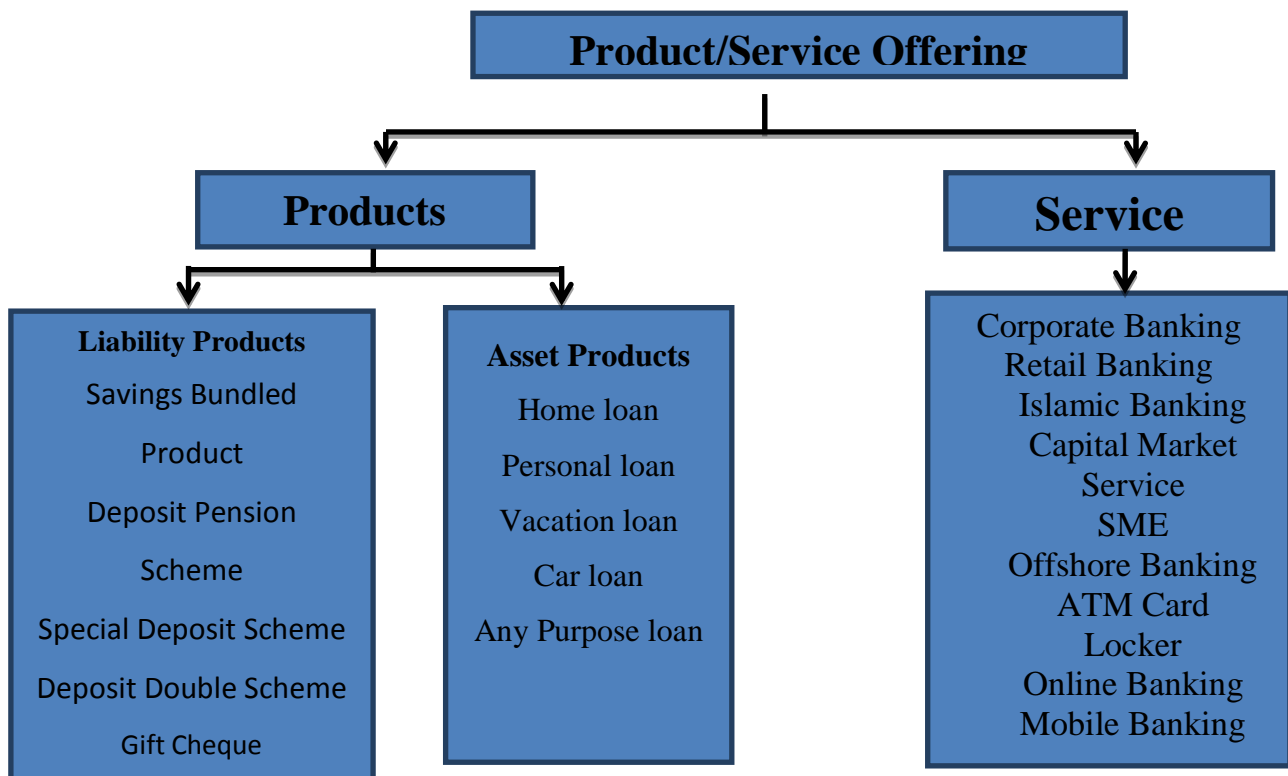 Product/Service Offering
Products
Service
Liability Products
Savings Bundled
Product
Deposit Pension
Scheme
Special Deposit Scheme
Deposit Double Scheme
Gift Cheque
Asset Products
Home loan
Personal loan
Vacation loan
Car loan
Any Purpose loan
Corporate Banking
Retail Banking
Islamic Banking
Capital Market
Service
SME
Offshore Banking
ATM Card
Locker
Online Banking
Mobile Banking